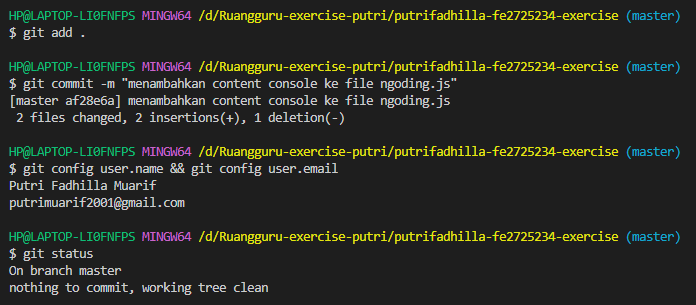 HP@LAPTOP-LI0FNFPS MINGW64 /d/Ruangguru-exercise-putri/putrifadhilla-fe2725234-exercise (master)
$ git add .
HP@LAPTOP-LI0FNFPS MINGW64 /d/Ruangguru-exercise-putri/putrifadhilla-fe2725234-exercise (master)
$ git commit -m "menambahkan content console ke file ngoding.js"
[master af28e6a] menambahkan content console ke file ngoding.js
 2 files changed, 2 insertions(+), 1 deletion(-)
HP@LAPTOP-LI0FNFPS MINGW64 /d/Ruangguru-exercise-putri/putrifadhilla-fe2725234-exercise (master)
$ git config user.name && git config user.email
Putri Fadhilla Muarif
putrimuarif2001@gmail.com
HP@LAPTOP-LI0FNFPS MINGW64 /d/Ruangguru-exercise-putri/putrifadhilla-fe2725234-exercise (master)
$ git status
On branch master
nothing to commit, working tree clean